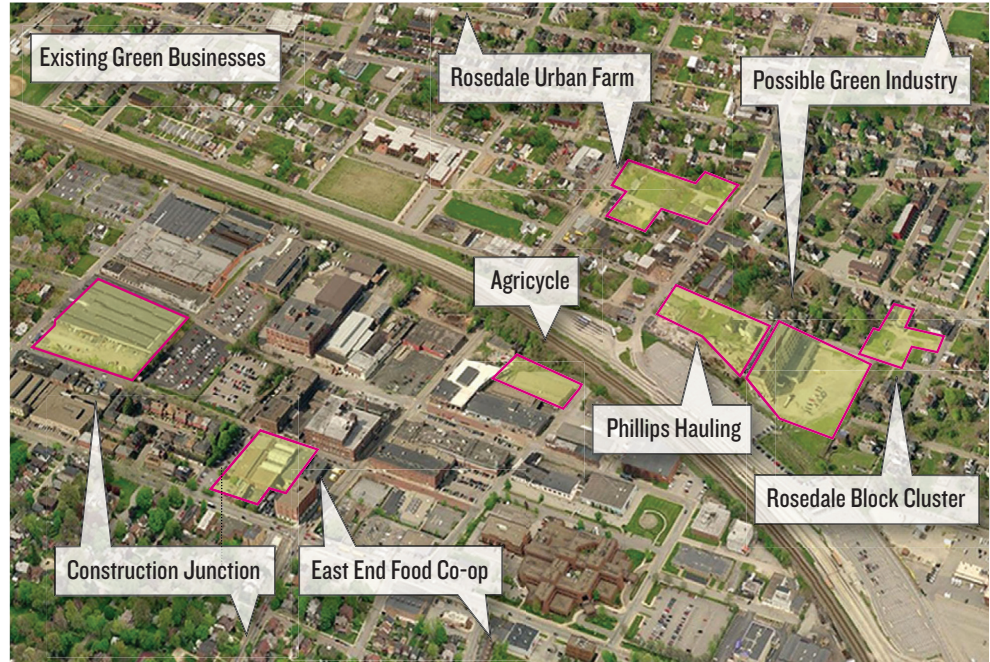 Existing Green Businesses
Rosedale Urban Farm
Possible Green Industry
Agricycle
Phillips Hauling
Rosedale Block Cluster
Construction Junction
East End Food Co-op